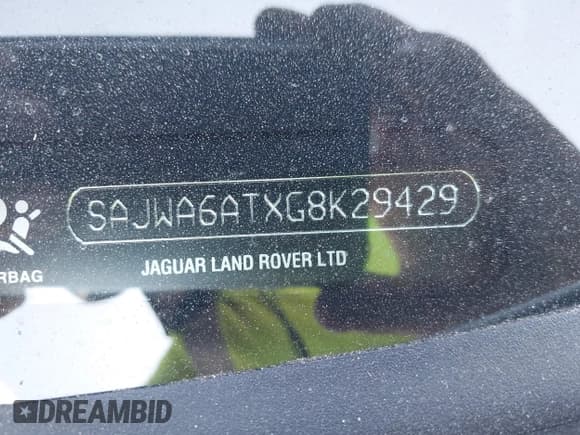 SAJWA6ATXG8K29429
RBAG
JAGUAR LAND ROVER LTD
DREAMBID